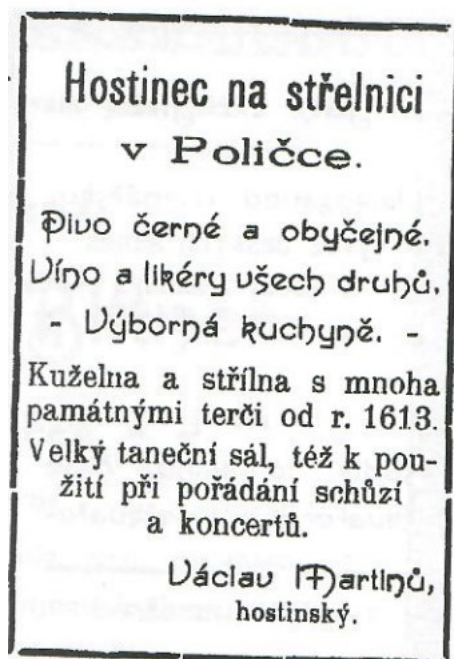 Hostinec na střelnici
v Poličce.
Pivo černé a obyčejné.
Víno a likéry všech druhů.
- Výborná kuchyně. -
Kuželna a střílna s mnoha
památnými terči od r. 1613.
Velký taneční sál, též k pou-
žití při pořádání schůzí
a koncertů.
Václav Martinů,
hostinský.